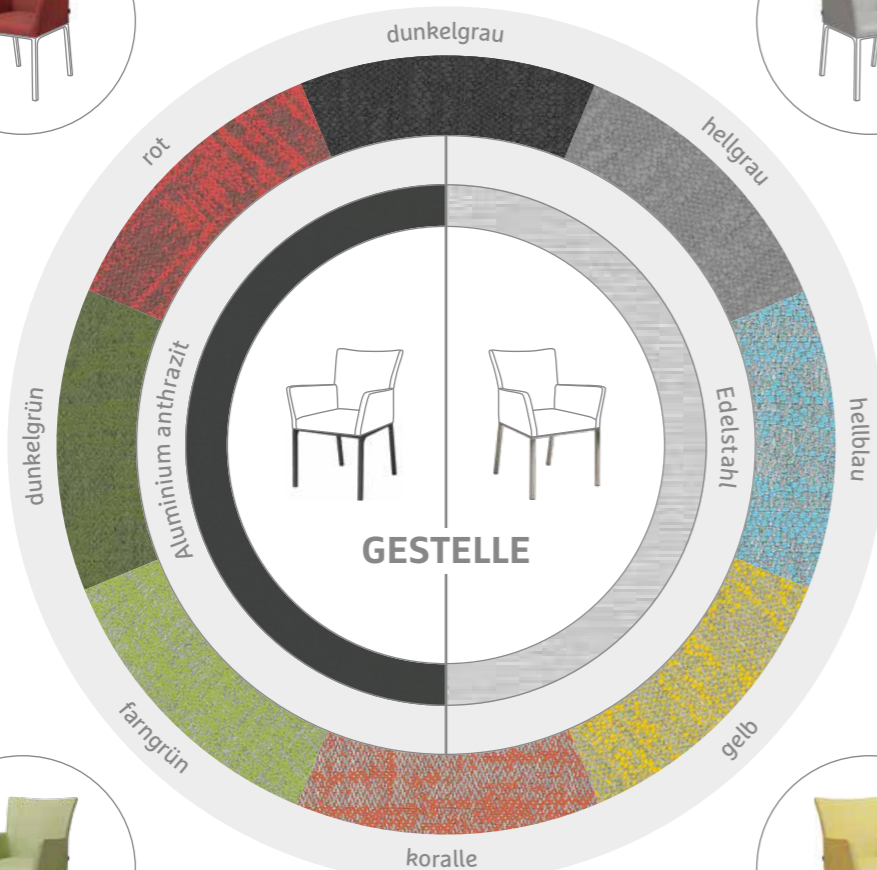 dunkelgrau
hellgrau
hellblau
gelb
koralle
farngrün
dunkelgrün
rot
Aluminium anthrazit
Edelstahl
GESTELLE